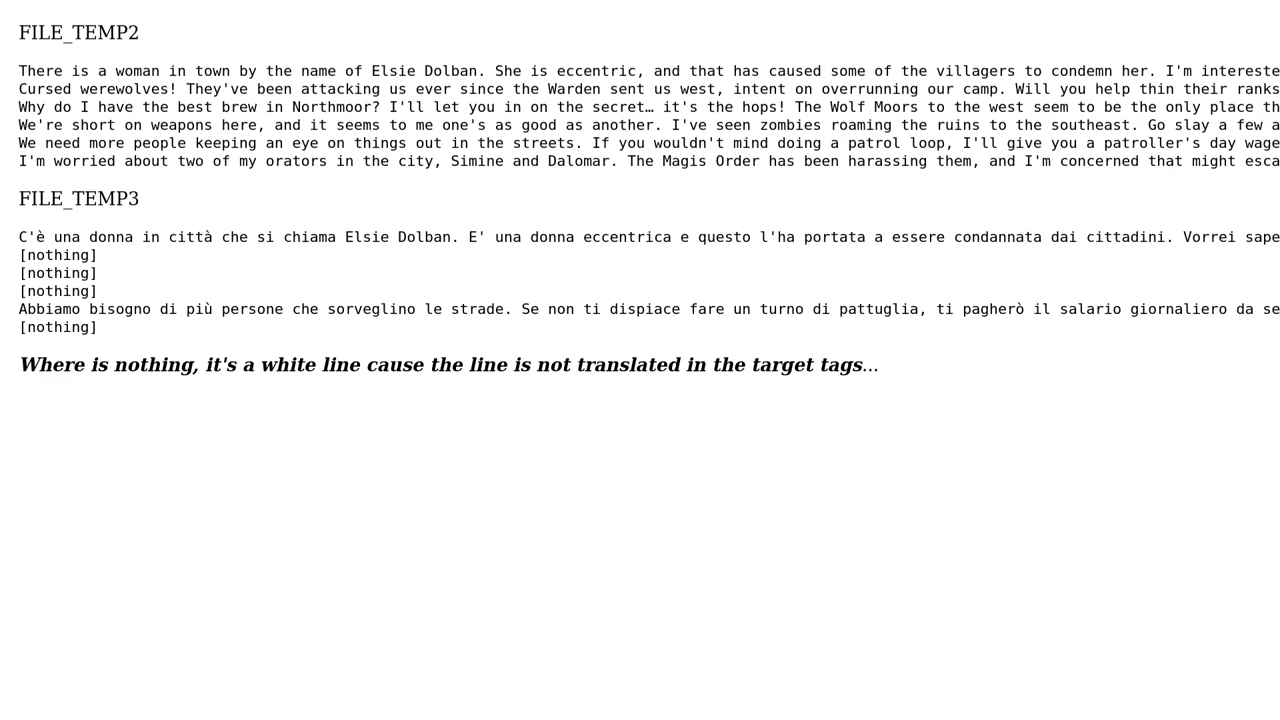 FILE_TEMP2
There is a woman in town by the name of Elsie Dolban. She is eccentric, and that has caused some of the villagers to condemn her. I'm intereste
Cursed werewolves! They've been attacking us ever since the Warden sent us west, intent on overrunning our camp. Will you help thin their ranks
Why do I have the best brew in Northmoor? I'll let you in on the secret… it's the hops! The Wolf Moors to the west seem to be the only place th
We're short on weapons here, and it seems to me one's as good as another. I've seen zombies roaming the ruins to the southeast. Go slay a few a
We need more people keeping an eye on things out in the streets. If you wouldn't mind doing a patrol loop, I'll give you a patroller's day wage
I'm worried about two of my orators in the city, Simine and Dalomar. The Magis Order has been harassing them, and I'm concerned that might esca
FILE_TEMP3
C'è una donna in città che si chiama Elsie Dolban. E' una donna eccentrica e questo l'ha portata a essere condannata dai cittadini. Vorrei sape
[nothing]
[nothing]
[nothing]
Abbiamo bisogno di più persone che sorveglino le strade. Se non ti dispiace fare un turno di pattuglia, ti pagherò il salario giornaliero da se
[nothing]
Where is nothing, it's a white line cause the line is not translated in the target tags...